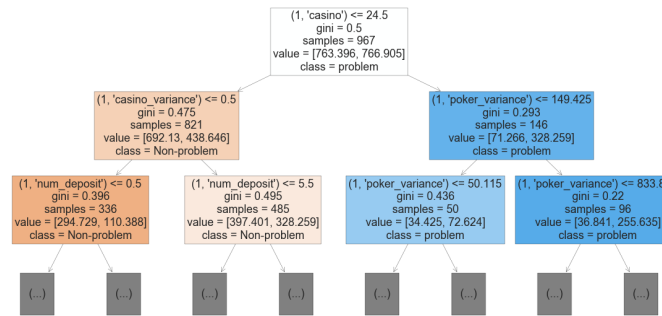 (1, 'casino') <= 24.5
gini = 0.5
samples = 967
value = [763.396, 766.905]
class = problem
(1, 'casino_variance') <= 0.5
gini = 0.475
samples = 821
value = [692.13, 438.646]
class = Non-problem
(1, 'poker_variance') <= 149.425
gini = 0.293
samples = 146
value = [71.266, 328.259]
class = problem
(1, 'num_deposit') <= 0.5
gini = 0.396
samples = 336
value = [294.729, 110.388]
class = Non-problem
(1, 'num_deposit') <= 5.5
gini = 0.495
samples = 485
value = [397.401, 328.259]
class = Non-problem
(1, 'poker_variance') <= 50.115
gini = 0.436
samples = 50
value = [34.425, 72.624]
class = problem
(1, 'poker_variance') <= 833.8
gini = 0.22
samples = 96
value = [36.841, 255.635]
class = problem
(...)
(...)
(...)
(...)
(...)
(...)
(...)
(...)